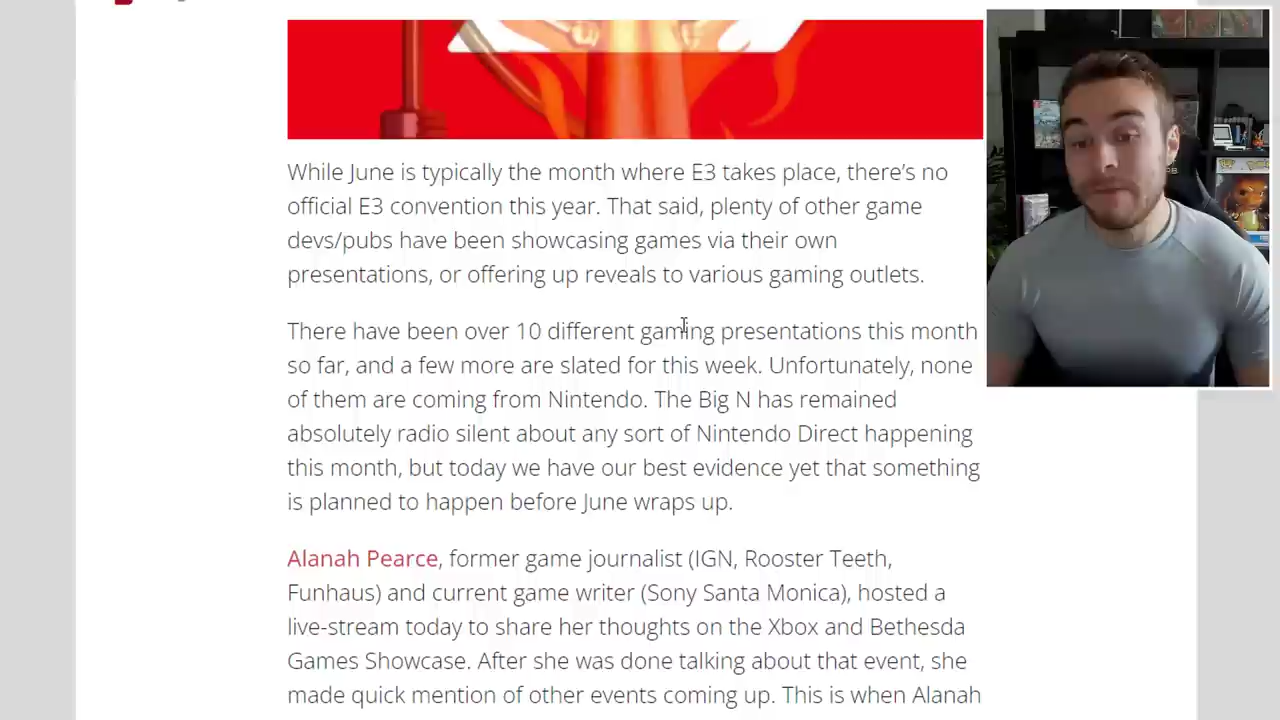 While June is typically the month where E3 takes place, there's no
official E3 convention this year. That said, plenty of other game
devs/pubs have been showcasing games via their own
presentations, or offering up reveals to various gaming outlets.
There have been over 10 different gaming presentations this month
so far, and a few more are slated for this week. Unfortunately, none
of them are coming from Nintendo. The Big N has remained
absolutely radio silent about any sort of Nintendo Direct happening
this month, but today we have our best evidence yet that something
is planned to happen before June wraps up.
Alanah Pearce, former game journalist (IGN, Rooster Teeth,
Funhaus) and current game writer (Sony Santa Monica), hosted a
live-stream today to share her thoughts on the Xbox and Bethesda
Games Showcase. After she was done talking about that event, she
made quick mention of other events coming up. This is when Alanah